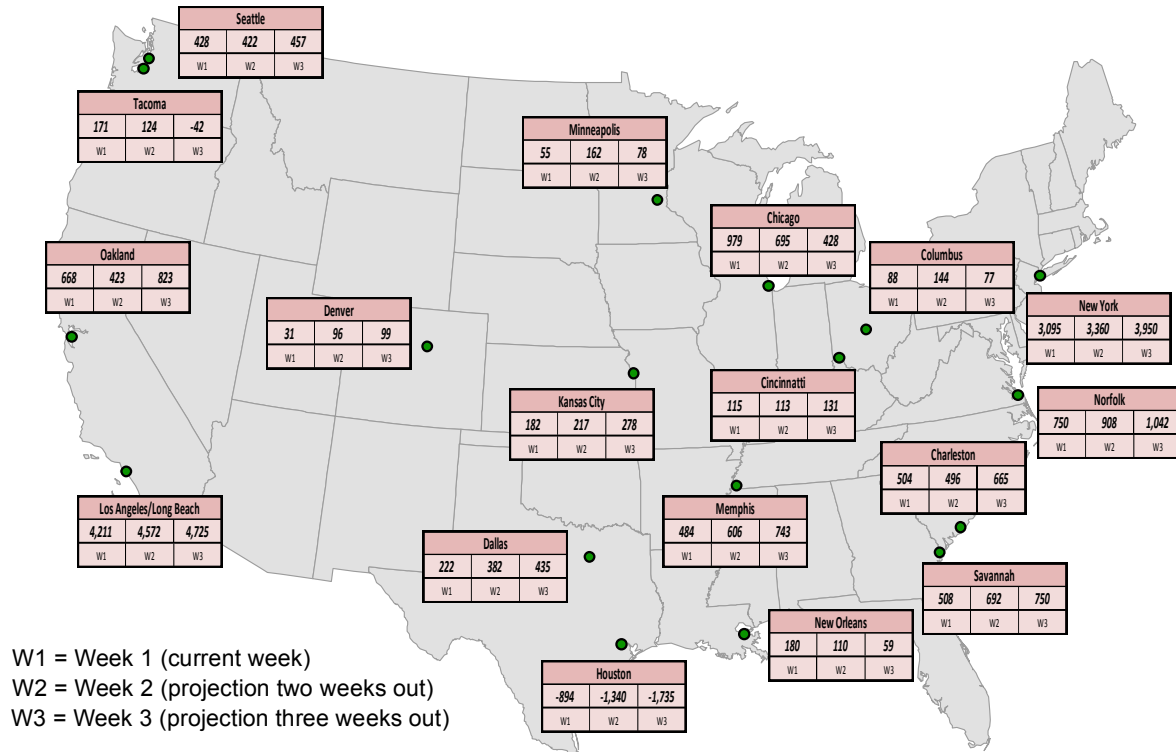 Seattle
428 422 457
W1 W2 W3
Tacoma
171 124 -42
W1 W2 W3
Minneapolis
55 162 78
W1 W2 W3
Chicago
979 695 428
W1 W2 W3
Oakland
668 423 823
W1 W2 W3
Columbus
88 144 77
W1 W2 W3
New York
3,095 3,360 3,950
W1 W2 W3
Denver
31 96 99
W1 W2 W3
Cincinnatti
115 113 131
W1 W2 W3
Kansas City
182 217 278
W1 W2 W3
Norfolk
750 908 1,042
W1 W2 W3
Charleston
504 496 665
W1 W2 W3
Los Angeles/Long Beach
4,211 4,572 4,725
W1 W2 W3
Memphis
484 606 743
W1 W2 W3
Dallas
222 382 435
W1 W2 W3
Savannah
508 692 750
W1 W2 W3
New Orleans
180 110 59
W1 W2 W3
Houston
-894 -1,340 -1,735
W1 W2 W3
W1 = Week 1 (current week)
W2 = Week 2 (projection two weeks out)
W3 = Week 3 (projection three weeks out)